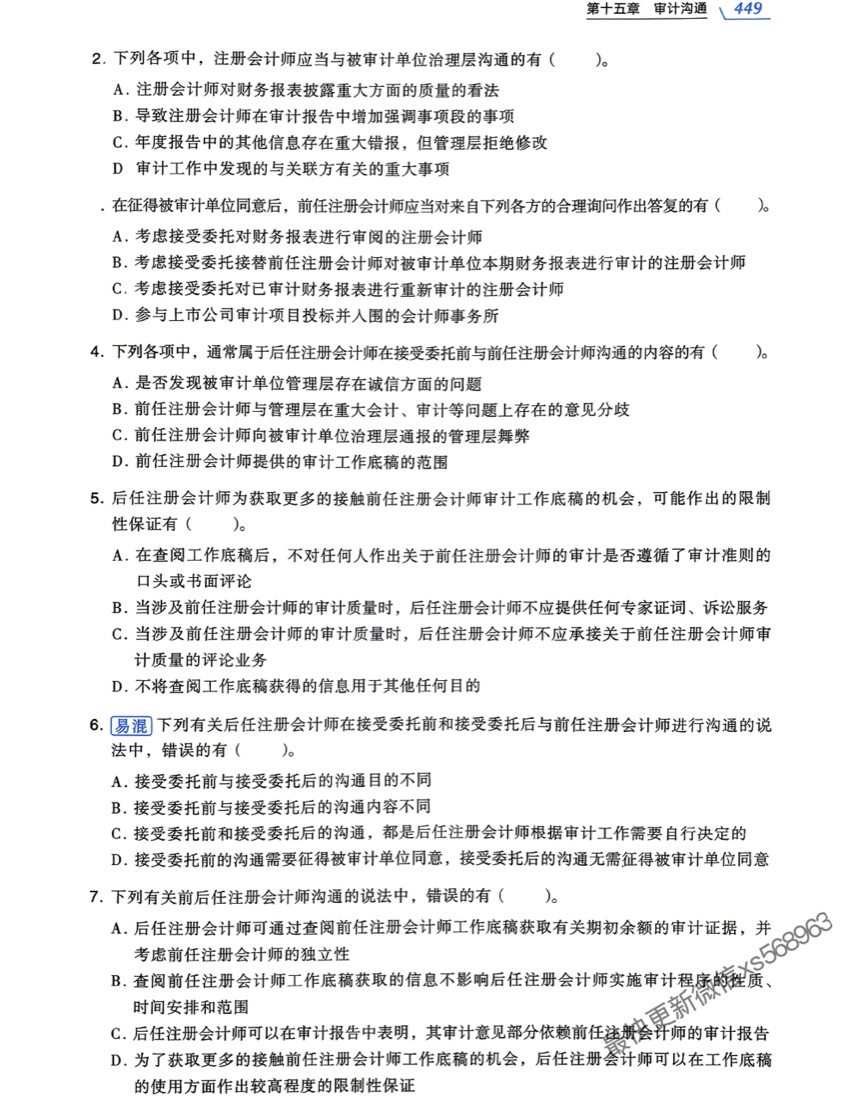 第十五章 审计沟通 449
2. 下列各项中，注册会计师应当与被审计单位治理层沟通的有（　　）。
A. 注册会计师对财务报表披露重大方面的质量的看法
B. 导致注册会计师在审计报告中增加强调事项段的事项
C. 年度报告中的其他信息存在重大错报，但管理层拒绝修改
D 审计工作中发现的与关联方有关的重大事项
. 在征得被审计单位同意后，前任注册会计师应当对来自下列各方的合理询问作出答复的有（　　）。
A. 考虑接受委托对财务报表进行审阅的注册会计师
B. 考虑接受委托接替前任注册会计师对被审计单位本期财务报表进行审计的注册会计师
C. 考虑接受委托对已审计财务报表进行重新审计的注册会计师
D. 参与上市公司审计项目投标并入围的会计师事务所
4. 下列各项中，通常属于后任注册会计师在接受委托前与前任注册会计师沟通的内容的有（　　）。
A. 是否发现被审计单位管理层存在诚信方面的问题
B. 前任注册会计师与管理层在重大会计、审计等问题上存在的意见分歧
C. 前任注册会计师向被审计单位治理层通报的管理层舞弊
D. 前任注册会计师提供的审计工作底稿的范围
5. 后任注册会计师为获取更多的接触前任注册会计师审计工作底稿的机会，可能作出的限制
性保证有（　　）。
A. 在查阅工作底稿后，不对任何人作出关于前任注册会计师的审计是否遵循了审计准则的
口头或书面评论
B. 当涉及前任注册会计师的审计质量时，后任注册会计师不应提供任何专家证词、诉讼服务
C. 当涉及前任注册会计师的审计质量时，后任注册会计师不应承接关于前任注册会计师审
计质量的评论业务
D. 不将查阅工作底稿获得的信息用于其他任何目的
6. 易混 下列有关后任注册会计师在接受委托前和接受委托后与前任注册会计师进行沟通的说
法中，错误的有（　　）。
A. 接受委托前与接受委托后的沟通目的不同
B. 接受委托前与接受委托后的沟通内容不同
C. 接受委托前和接受委托后的沟通，都是后任注册会计师根据审计工作需要自行决定的
D. 接受委托前的沟通需要征得被审计单位同意，接受委托后的沟通无需征得被审计单位同意
7. 下列有关前后任注册会计师沟通的说法中，错误的有（　　）。
A. 后任注册会计师可通过查阅前任注册会计师工作底稿获取有关期初余额的审计证据，并
考虑前任注册会计师的独立性
B. 查阅前任注册会计师工作底稿获取的信息不影响后任注册会计师实施审计程序的性质、
时间安排和范围
C. 后任注册会计师可以在审计报告中表明，其审计意见部分依赖前任注册会计师的审计报告
D. 为了获取更多的接触前任注册会计师工作底稿的机会，后任注册会计师可以在工作底稿
的使用方面作出较高程度的限制性保证
最快更新微信xs568963